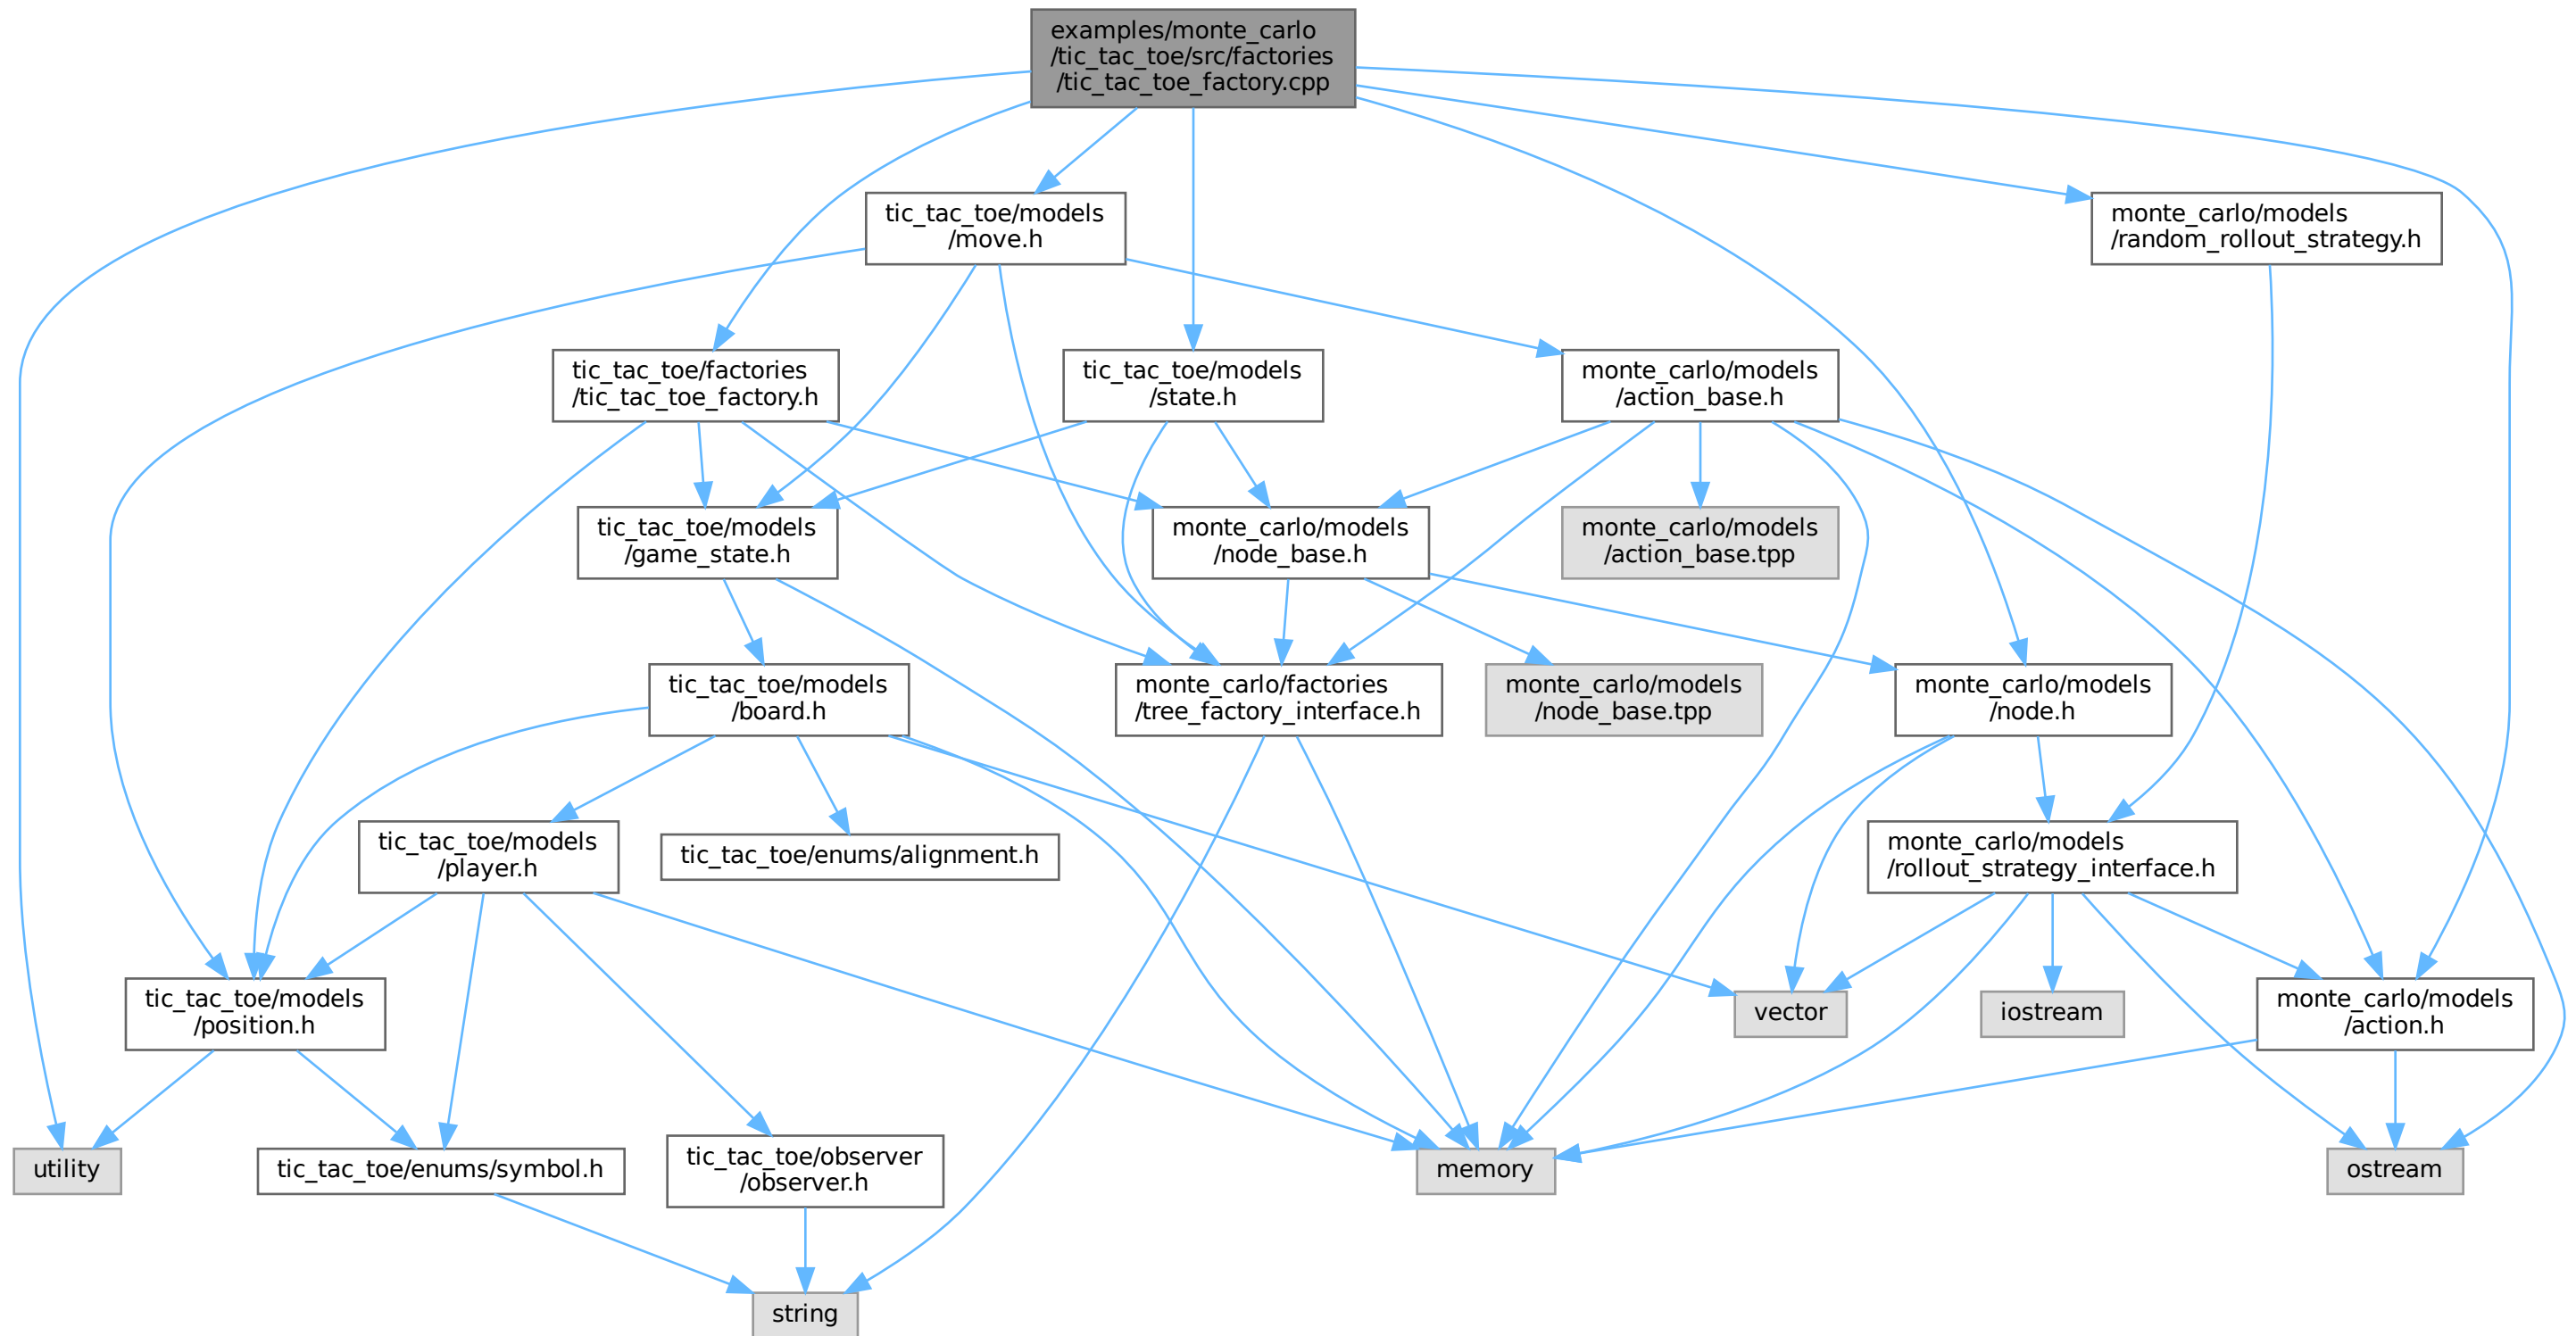 examples/monte_carlo
/tic_tac_toe/src/factories
/tic_tac_toe_factory.cpp
tic_tac_toe/models
/move.h
monte_carlo/models
/random_rollout_strategy.h
tic_tac_toe/factories
/tic_tac_toe_factory.h
tic_tac_toe/models
/state.h
monte_carlo/models
/action_base.h
tic_tac_toe/models
/game_state.h
monte_carlo/models
/node_base.h
monte_carlo/models
/action_base.tpp
tic_tac_toe/models
/board.h
monte_carlo/factories
/tree_factory_interface.h
monte_carlo/models
/node_base.tpp
monte_carlo/models
/node.h
tic_tac_toe/models
/player.h
tic_tac_toe/enums/alignment.h
monte_carlo/models
/rollout_strategy_interface.h
tic_tac_toe/models
/position.h
vector
iostream
monte_carlo/models
/action.h
utility
tic_tac_toe/enums/symbol.h
tic_tac_toe/observer
/observer.h
memory
ostream
string